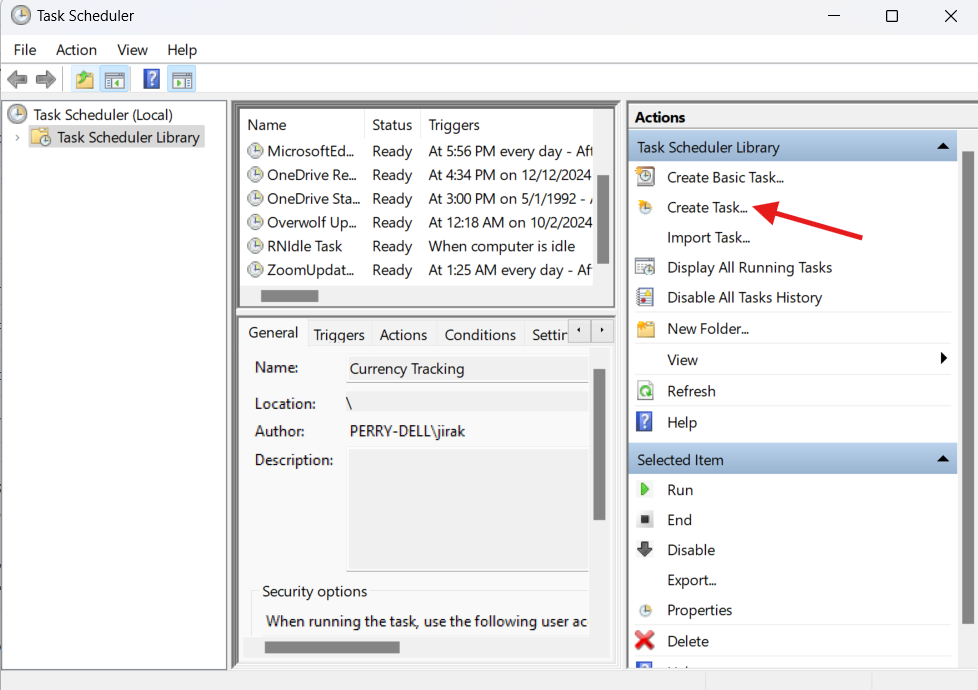 Task Scheduler
File Action View Help
Task Scheduler (Local)
Task Scheduler Library
Name Status Triggers
MicrosoftEd... Ready At 5:56 PM every day - Aft
OneDrive Re... Ready At 4:34 PM on 12/12/2024
OneDrive Sta... Ready At 3:00 PM on 5/1/1992 -
Overwolf Up... Ready At 12:18 AM on 10/2/2024
RNIdle Task Ready When computer is idle
ZoomUpdat... Ready At 1:25 AM every day - Af
General Triggers Actions Conditions Settin
Name: Currency Tracking
Location: \
Author: PERRY-DELL\jirak
Description:
Security options
When running the task, use the following user ac
Actions
Task Scheduler Library
Create Basic Task...
Create Task...
Import Task...
Display All Running Tasks
Disable All Tasks History
New Folder...
View
Refresh
Help
Selected Item
Run
End
Disable
Export...
Properties
Delete